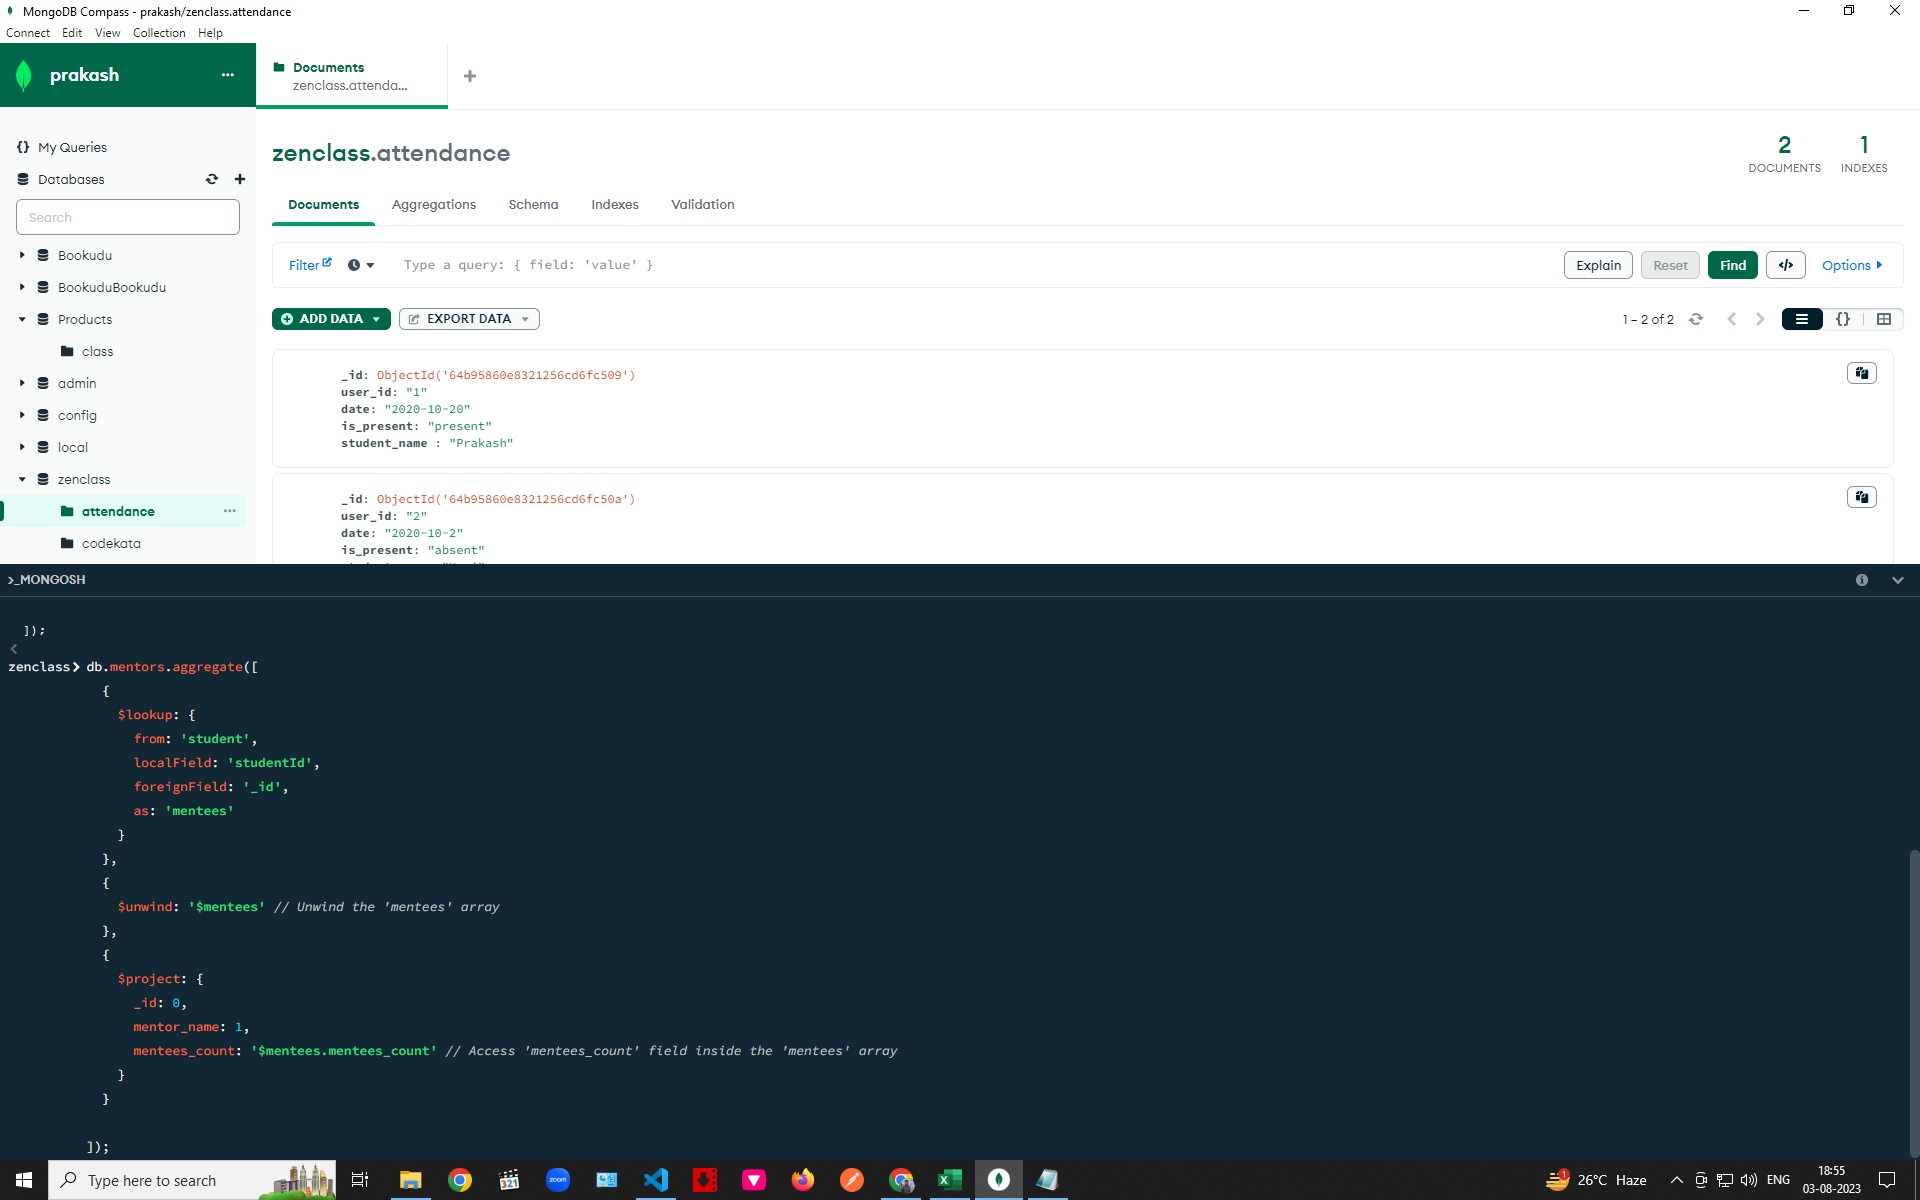 MongoDB Compass - prakash/zenclass.attendance
Connect Edit View Collection Help
prakash
Documents
zenclass.attenda...
My Queries
Databases
Search
Bookudu
BookuduBookudu
Products
class
admin
config
local
zenclass
attendance
codekata
zenclass.attendance
2
DOCUMENTS
1
INDEXES
Documents Aggregations Schema Indexes Validation
Filter Type a query: { field: 'value' } Explain Reset Find </> Options
ADD DATA EXPORT DATA 1 – 2 of 2 {}
_id: ObjectId('64b95860e8321256cd6fc509')
user_id: "1"
date: "2020-10-20"
is_present: "present"
student_name : "Prakash"
_id: ObjectId('64b95860e8321256cd6fc50a')
user_id: "2"
date: "2020-10-2"
is_present: "absent"
>_MONGOSH
]);
zenclass> db.mentors.aggregate([
{
$lookup: {
from: 'student',
localField: 'studentId',
foreignField: '_id',
as: 'mentees'
}
},
{
$unwind: '$mentees' // Unwind the 'mentees' array
},
{
$project: {
_id: 0,
mentor_name: 1,
mentees_count: '$mentees.mentees_count' // Access 'mentees_count' field inside the 'mentees' array
}
}
]);
Type here to search
321
zoom
1
26°C Haze
ENG
18:55
03-08-2023